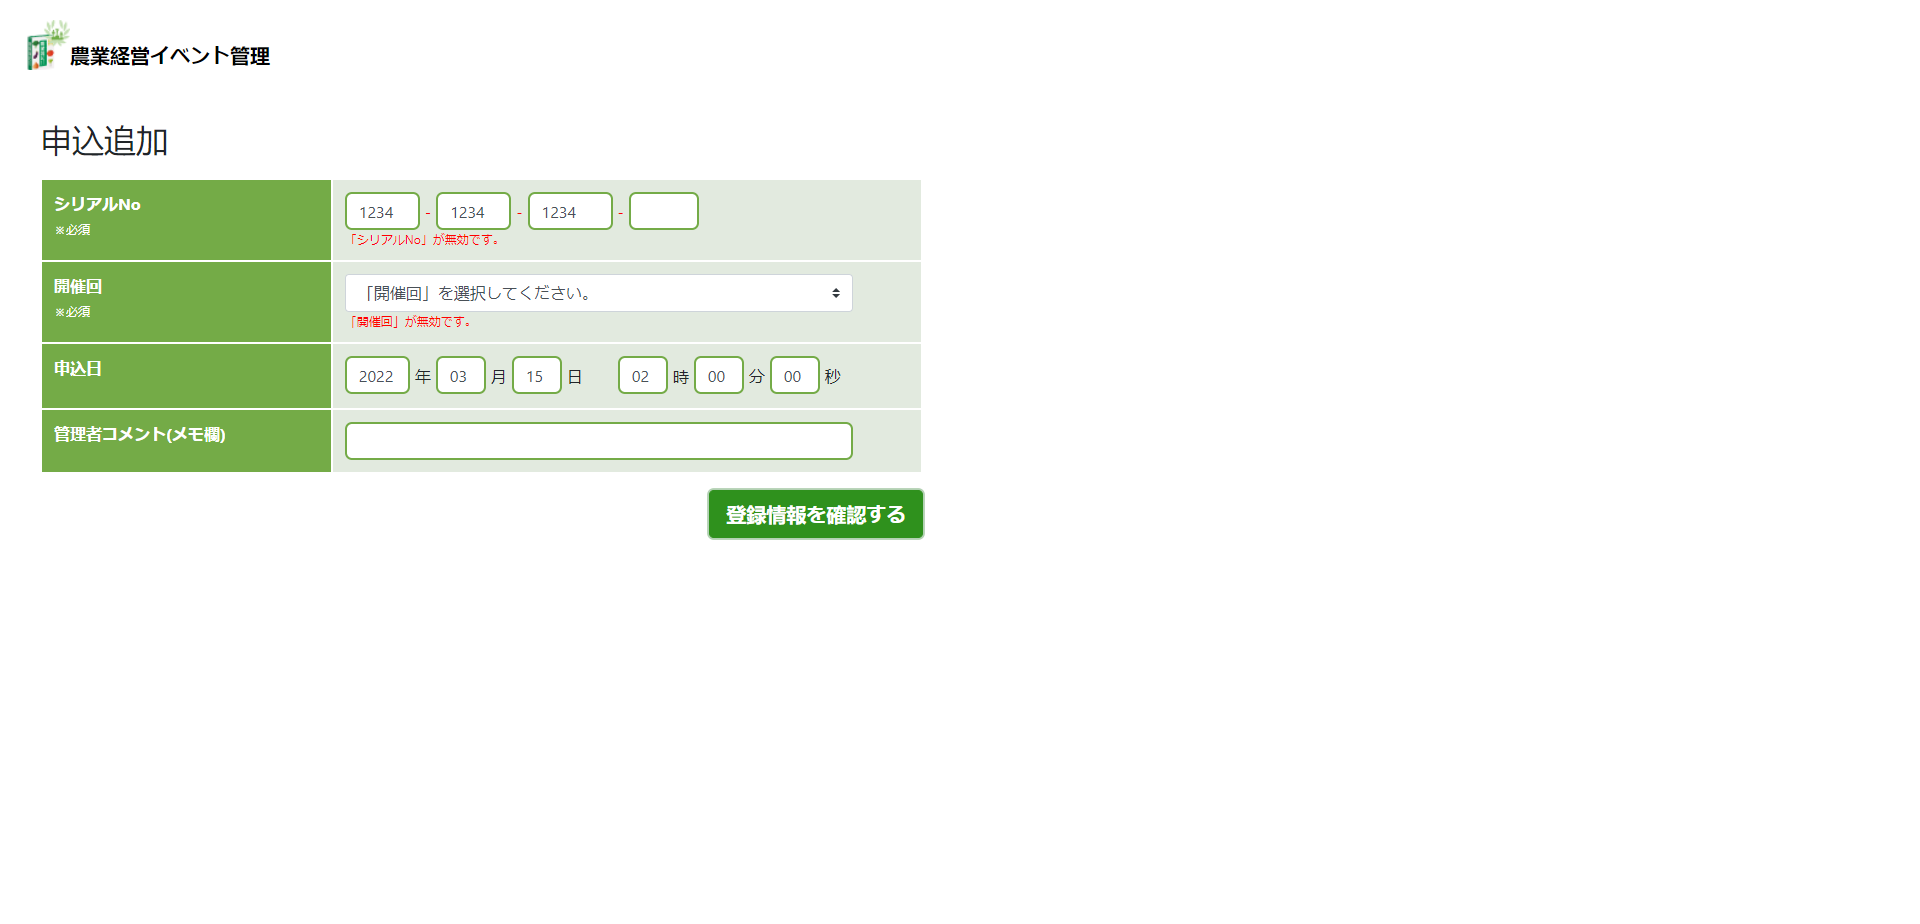 農業経営イベント管理
申込追加
シリアルNo
※必須
1234 - 1234 - 1234 -
「シリアルNo」が無効です。
開催回
※必須
「開催回」を選択してください。
「開催回」が無効です。
申込日
2022 年 03 月 15 日 02 時 00 分 00 秒
管理者コメント(メモ欄)
登録情報を確認する